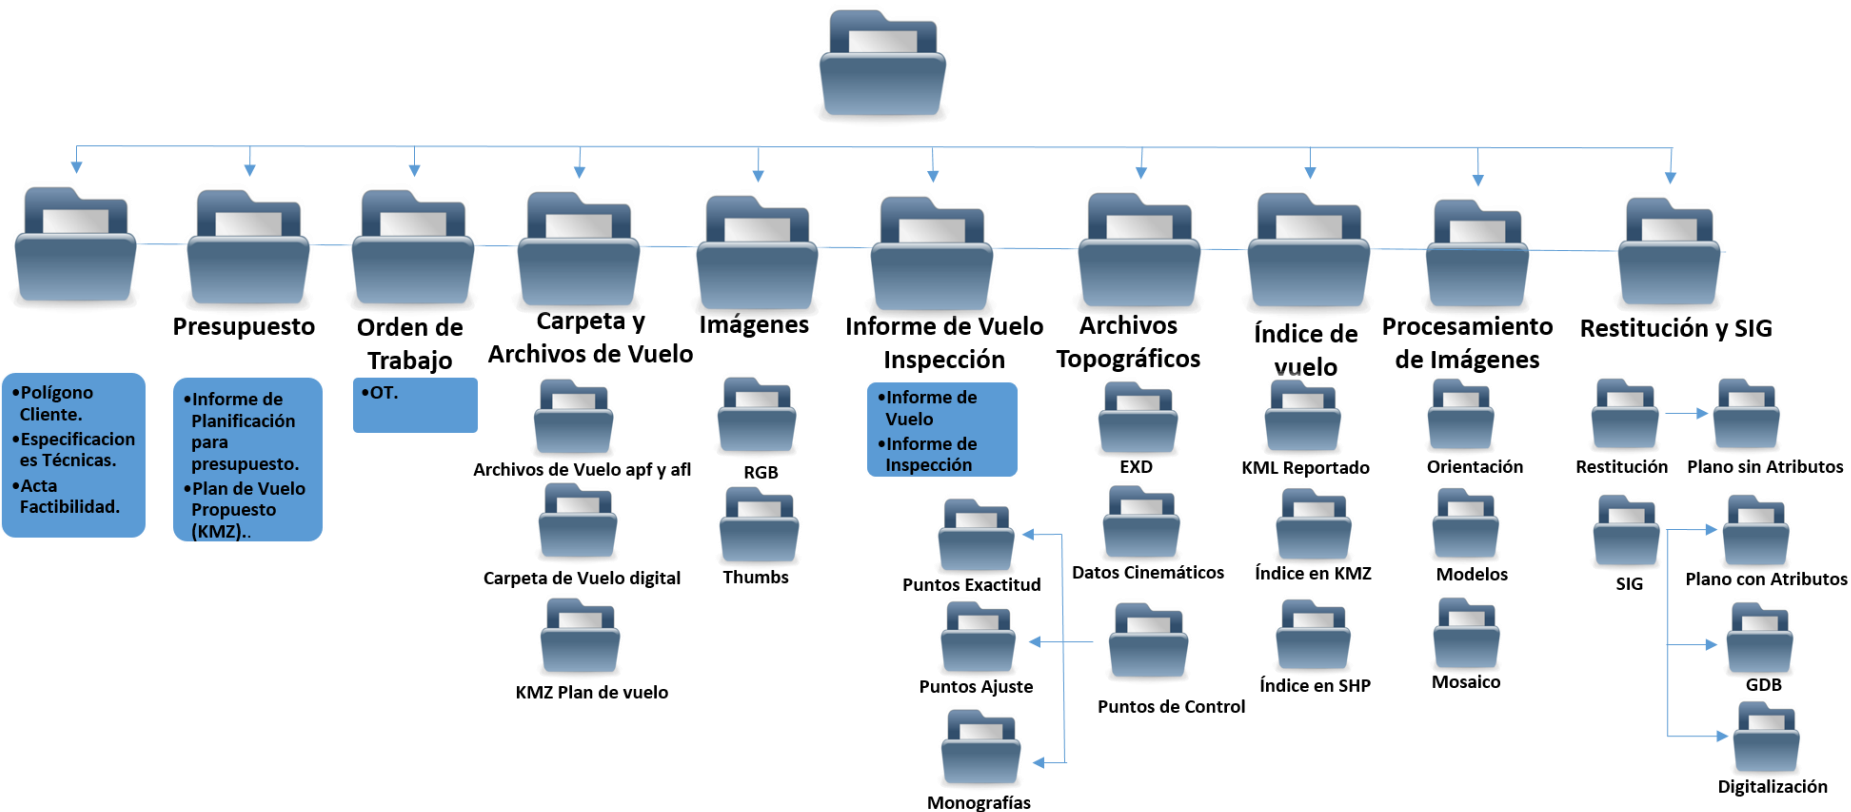 Presupuesto
Orden de
Trabajo
Carpeta y
Archivos de Vuelo
Imágenes
Informe de Vuelo
Inspección
Archivos
Topográficos
Índice de
vuelo
Procesamiento
de Imágenes
Restitución y SIG
•Polígono
Cliente.
•Especificacion
es Técnicas.
•Acta
Factibilidad.
•Informe de
Planificación
para
presupuesto.
•Plan de Vuelo
Propuesto
(KMZ)..
•OT.
Archivos de Vuelo apf y afl
Carpeta de Vuelo digital
KMZ Plan de vuelo
RGB
Thumbs
•Informe de
Vuelo
•Informe de
Inspección
Puntos Exactitud
Puntos Ajuste
Monografías
EXD
Datos Cinemáticos
Puntos de Control
KML Reportado
Índice en KMZ
Índice en SHP
Orientación
Modelos
Mosaico
Restitución
Plano sin Atributos
SIG
Plano con Atributos
GDB
Digitalización